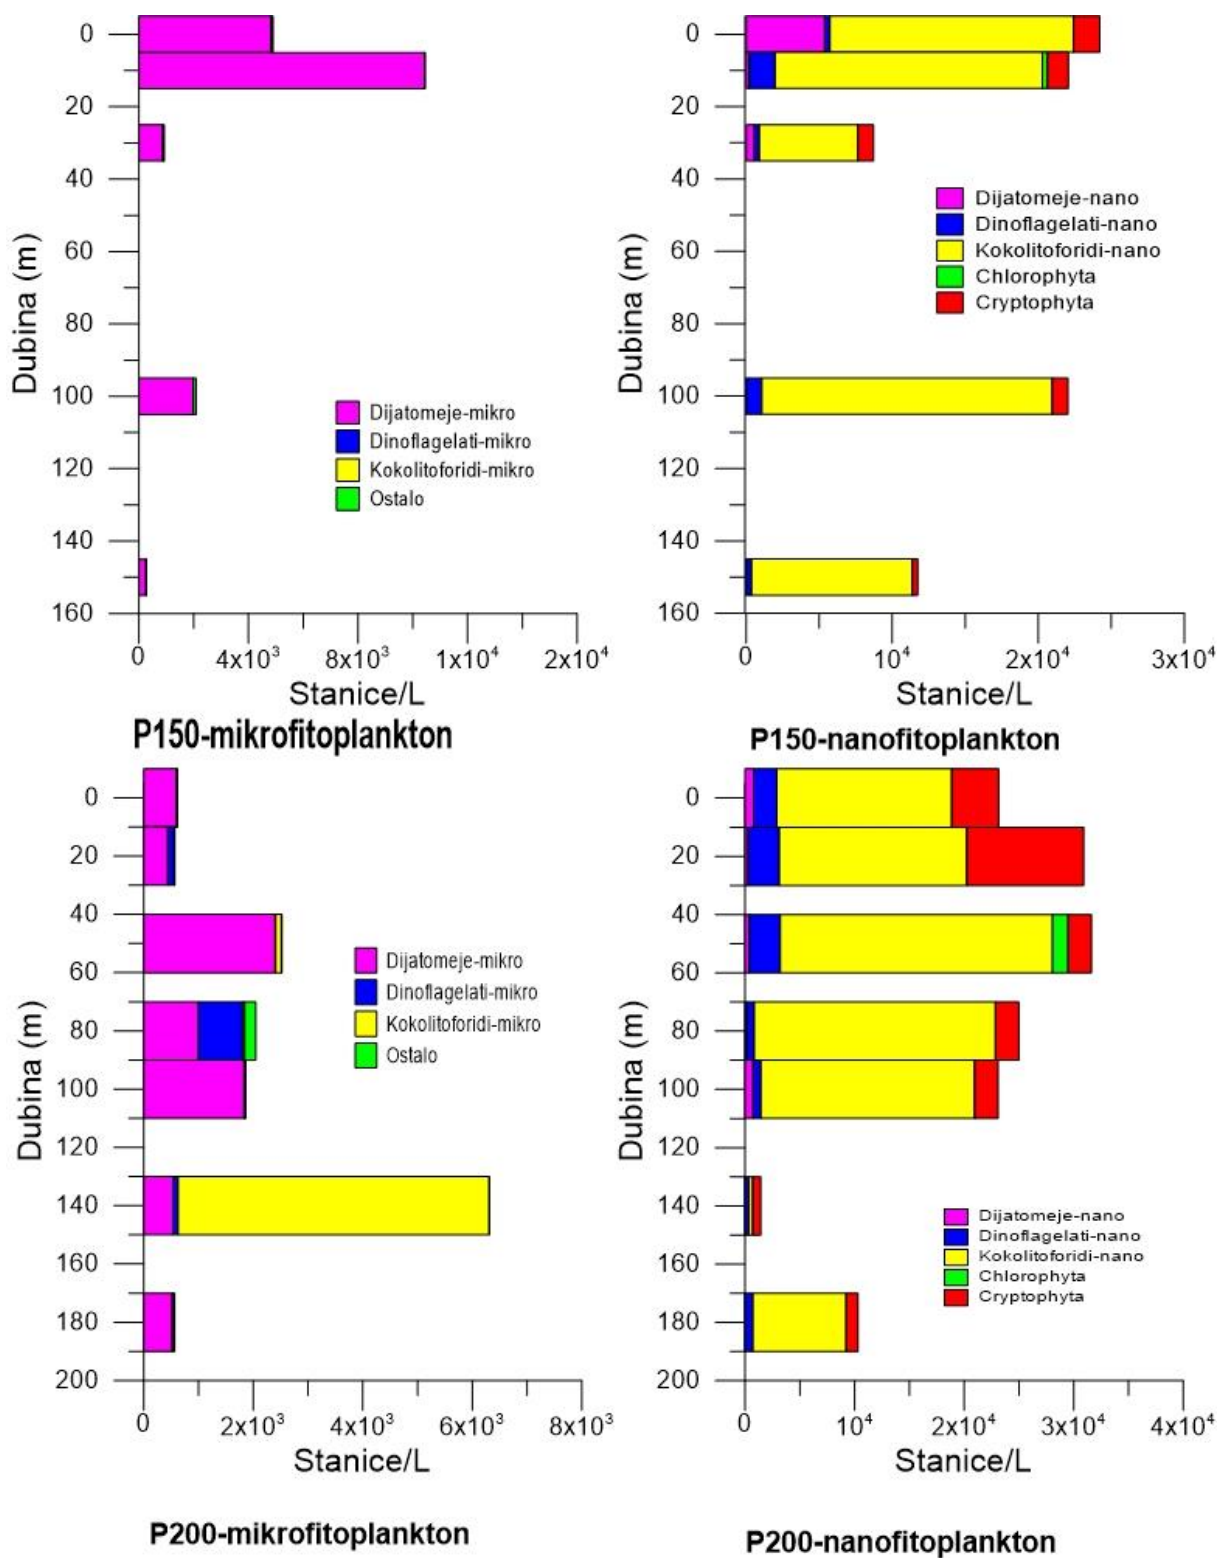 0
20
40
60
80
100
120
140
160
Dubina (m)
Dijatomeje-mikro
Dinoflagelati-mikro
Kokolitoforidi-mikro
Ostalo
0 4x10³ 8x10³ 1x10⁴ 2x10⁴
Stanice/L
P150-mikrofitoplankton
0
20
40
60
80
100
120
140
160
Dubina (m)
Dijatomeje-nano
Dinoflagelati-nano
Kokolitoforidi-nano
Chlorophyta
Cryptophyta
0 10⁴ 2x10⁴ 3x10⁴
Stanice/L
P150-nanofitoplankton
0
20
40
60
80
100
120
140
160
180
200
Dubina (m)
Dijatomeje-mikro
Dinoflagelati-mikro
Kokolitoforidi-mikro
Ostalo
0 2x10³ 4x10³ 6x10³ 8x10³
Stanice/L
P200-mikrofitoplankton
0
20
40
60
80
100
120
140
160
180
200
Dubina (m)
Dijatomeje-nano
Dinoflagelati-nano
Kokolitoforidi-nano
Chlorophyta
Cryptophyta
0 10⁴ 2x10⁴ 3x10⁴ 4x10⁴
Stanice/L
P200-nanofitoplankton